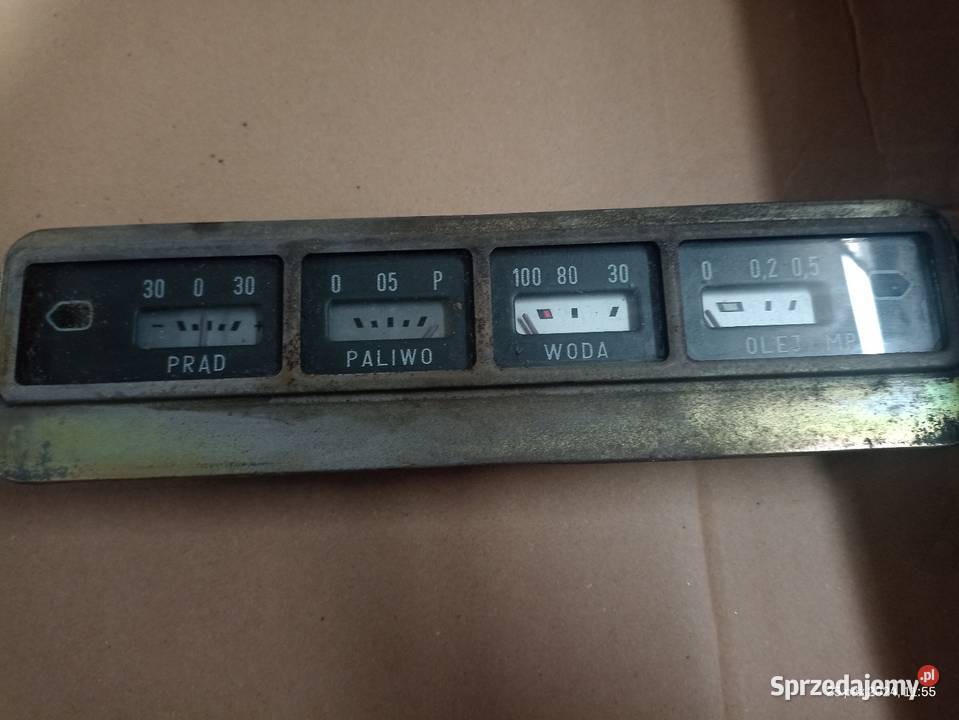 30 0 30
- +
PRĄD
0 05 P
PALIWO
100 80 30
WODA
0 0,2 0,5
OLEJ MP
Sprzedajemy.pl